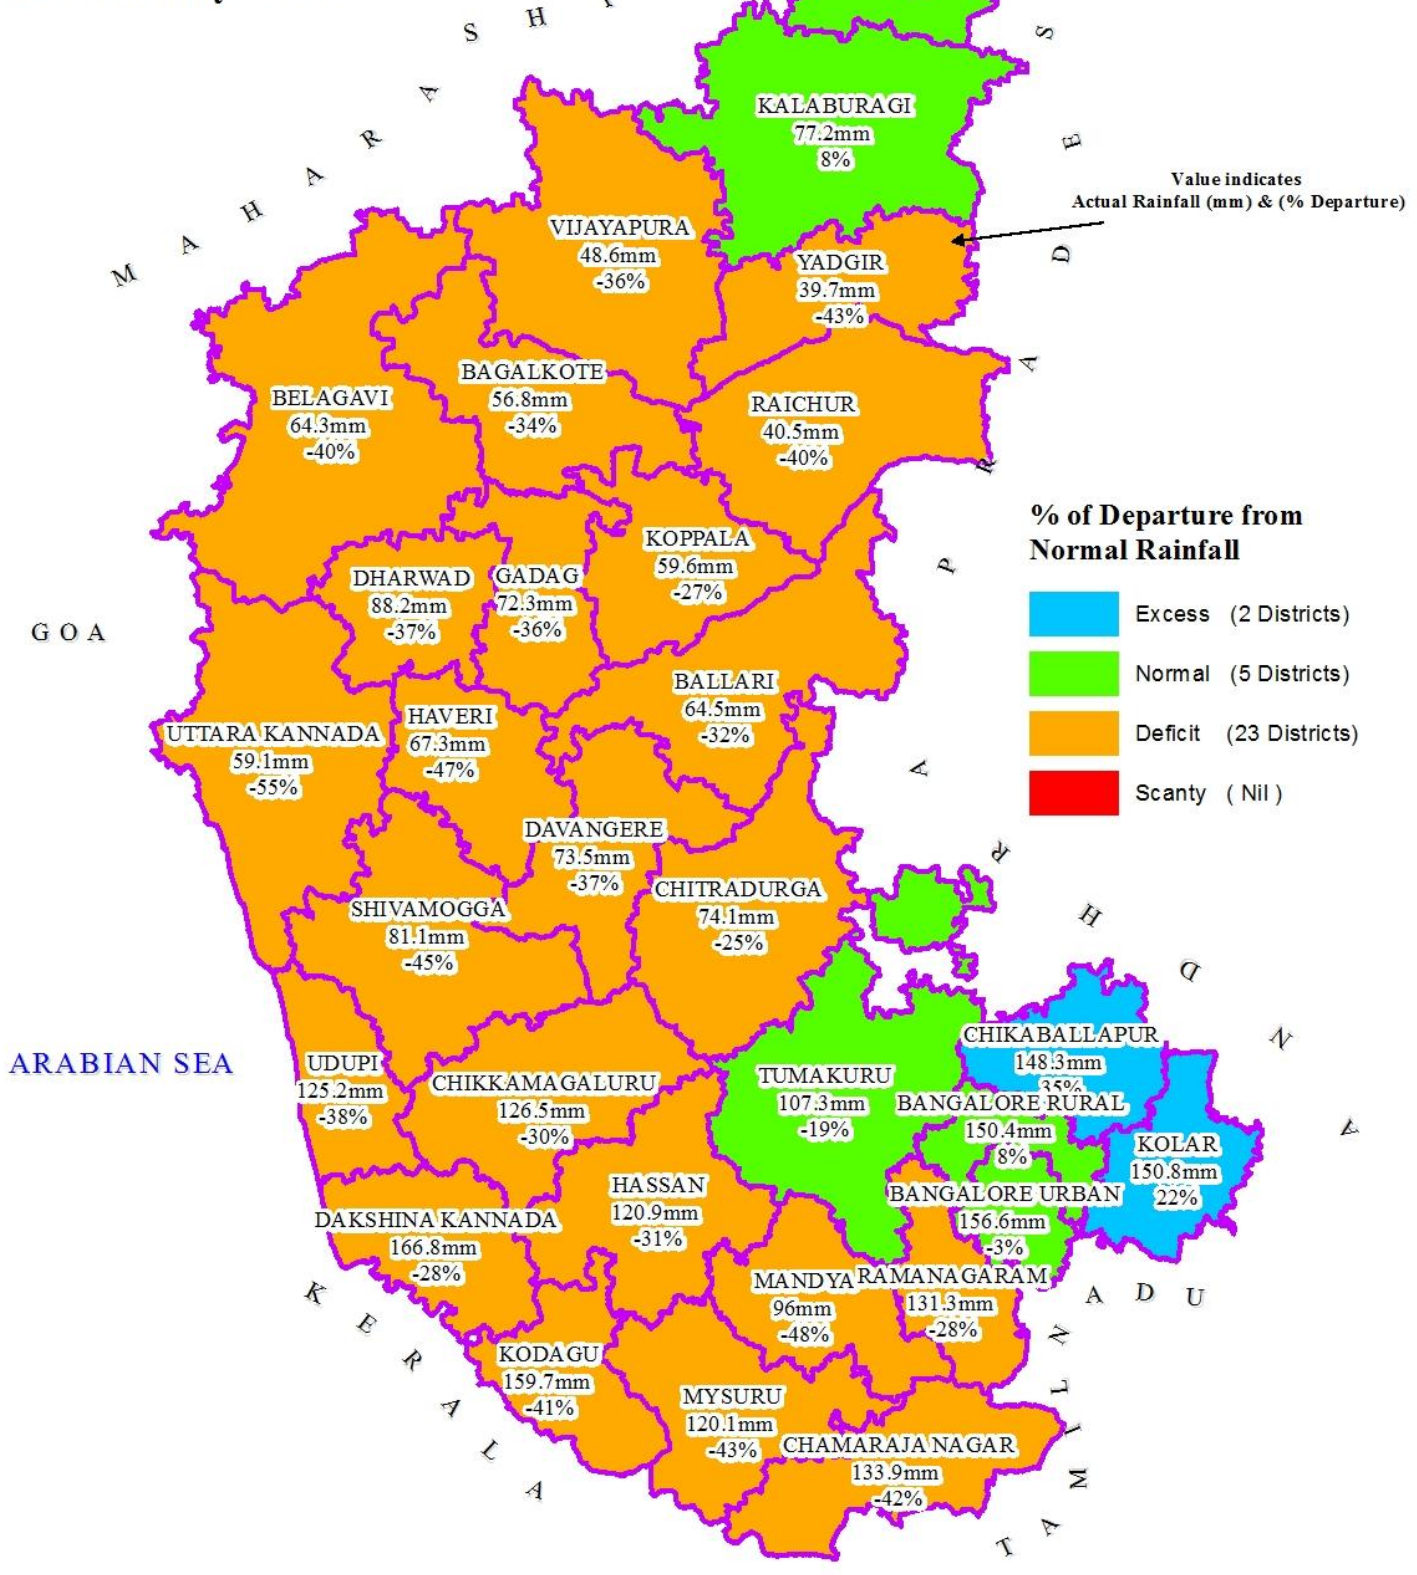 M A H A R A S H
KALABURAGI
77.2mm
8%
Value indicates
Actual Rainfall (mm) & (% Departure)
VIJAYAPURA
48.6mm
-36%
YADGIR
39.7mm
-43%
BAGALKOTE
56.8mm
-34%
BELAGAVI
64.3mm
-40%
RAICHUR
40.5mm
-40%
KOPPALA
59.6mm
-27%
DHARWAD
88.2mm
-37%
GADAG
72.3mm
-36%
% of Departure from
Normal Rainfall
Excess (2 Districts)
Normal (5 Districts)
Deficit (23 Districts)
Scanty ( Nil )
GOA
BALLARI
64.5mm
-32%
HAVERI
67.3mm
-47%
UTTARA KANNADA
59.1mm
-55%
DAVANGERE
73.5mm
-37%
CHITRADURGA
74.1mm
-25%
SHIVAMOGGA
81.1mm
-45%
A N D H R A P R A D E S
ARABIAN SEA
UDUPI
125.2mm
-38%
CHIKKAMAGALURU
126.5mm
-30%
TUMAKURU
107.3mm
-19%
CHIKABALLAPUR
148.3mm
35%
BANGALORE RURAL
150.4mm
8%
KOLAR
150.8mm
22%
HASSAN
120.9mm
-31%
BANGALORE URBAN
156.6mm
-3%
DAKSHINA KANNADA
166.8mm
-28%
MANDYA
96mm
-48%
RAMANAGARAM
131.3mm
-28%
KODAGU
159.7mm
-41%
MYSURU
120.1mm
-43%
CHAMARAJA NAGAR
133.9mm
-42%
K E R A L A
T A M I L N A D U